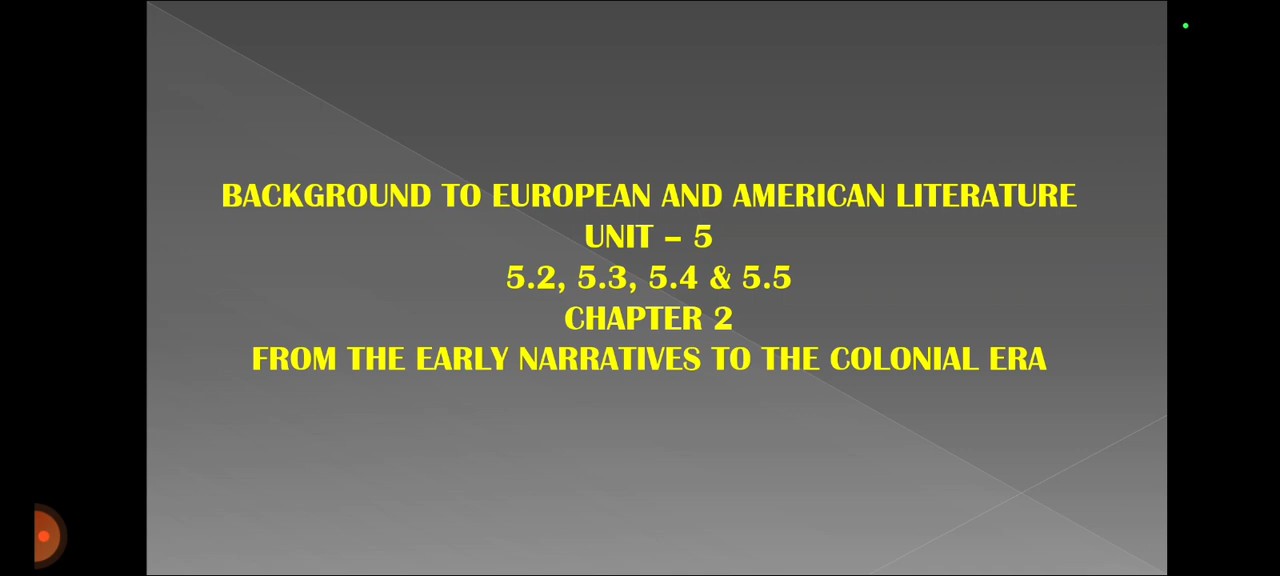 BACKGROUND TO EUROPEAN AND AMERICAN LITERATURE
UNIT – 5
5.2, 5.3, 5.4 & 5.5
CHAPTER 2
FROM THE EARLY NARRATIVES TO THE COLONIAL ERA